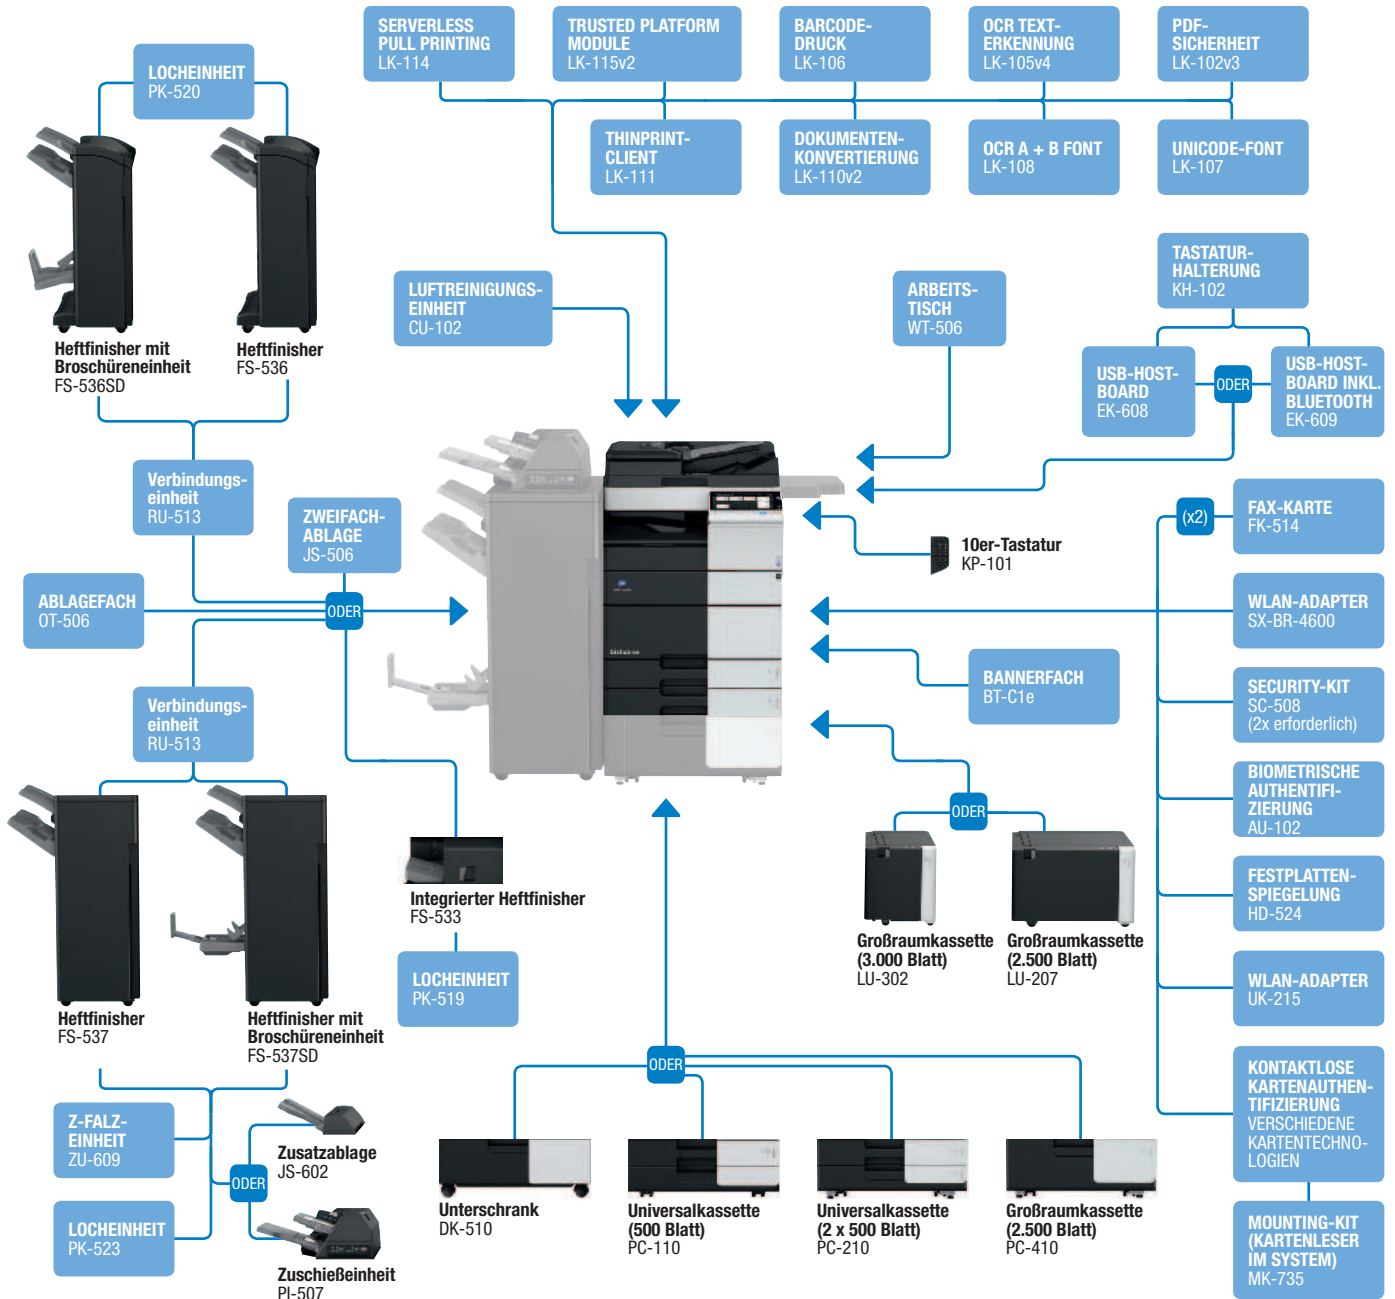 SERVERLESS
PULL PRINTING
LK-114
TRUSTED PLATFORM
MODULE
LK-115v2
BARCODE-
DRUCK
LK-106
OCR TEXT-
ERKENNUNG
LK-105v4
PDF-
SICHERHEIT
LK-102v3
LOCHEINHEIT
PK-520
THINPRINT-
CLIENT
LK-111
DOKUMENTEN-
KONVERTIERUNG
LK-110v2
OCR A + B FONT
LK-108
UNICODE-FONT
LK-107
Heftfinisher mit
Broschüreneinheit
FS-536SD
Heftfinisher
FS-536
LUFTREINIGUNGS-
EINHEIT
CU-102
ARBEITS-
TISCH
WT-506
TASTATUR-
HALTERUNG
KH-102
USB-HOST-
BOARD
EK-608
ODER
USB-HOST-
BOARD INKL.
BLUETOOTH
EK-609
Verbindungs-
einheit
RU-513
ZWEIFACH-
ABLAGE
JS-506
ABLAGEFACH
OT-506
ODER
10er-Tastatur
KP-101
(x2)
FAX-KARTE
FK-514
WLAN-ADAPTER
SX-BR-4600
BANNERFACH
BT-C1e
SECURITY-KIT
SC-508
(2x erforderlich)
Verbindungs-
einheit
RU-513
BIOMETRISCHE
AUTHENTIFI-
ZIERUNG
AU-102
ODER
Integrierter Heftfinisher
FS-533
LOCHEINHEIT
PK-519
Großraumkassette
(3.000 Blatt)
LU-302
Großraumkassette
(2.500 Blatt)
LU-207
FESTPLATTEN-
SPIEGELUNG
HD-524
WLAN-ADAPTER
UK-215
Heftfinisher
FS-537
Heftfinisher mit
Broschüreneinheit
FS-537SD
ODER
KONTAKTLOSE
KARTENAUTHEN-
TIFIZIERUNG
VERSCHIEDENE
KARTENTECHNO-
LOGIEN
Z-FALZ-
EINHEIT
ZU-609
Zusatzablage
JS-602
ODER
LOCHEINHEIT
PK-523
Zuschießeinheit
PI-507
Unterschrank
DK-510
Universalkassette
(500 Blatt)
PC-110
Universalkassette
(2 x 500 Blatt)
PC-210
Großraumkassette
(2.500 Blatt)
PC-410
MOUNTING-KIT
(KARTENLESER
IM SYSTEM)
MK-735